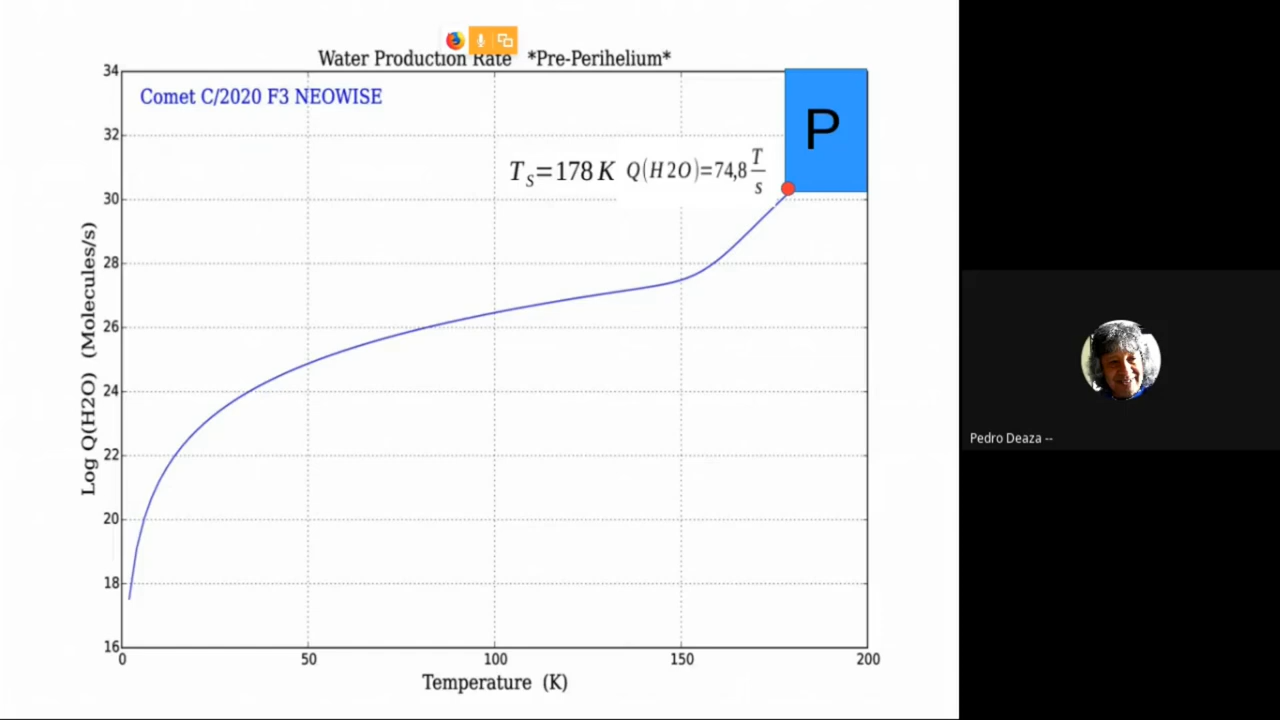 Water Production Rate *Pre-Perihelium*
Comet C/2020 F3 NEOWISE
P
T_S=178 K Q(H2O)=74,8 T/s
34
32
30
28
26
24
22
20
18
16
Log Q(H2O) (Molecules/s)
0 50 100 150 200
Temperature (K)
Pedro Deaza --